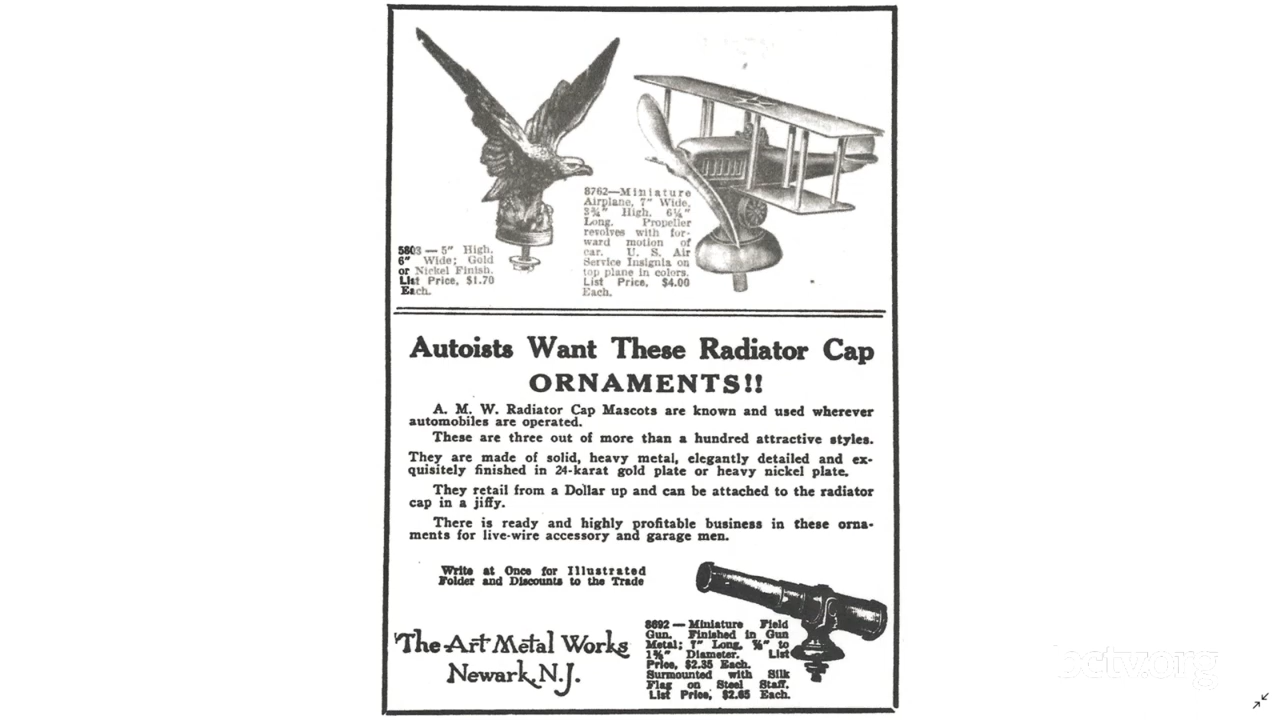 5803 — 5" High.
6" Wide; Gold
or Nickel Finish.
List Price, $1.70
Each.
8762—Miniature
Airplane, 7" Wide,
3¾" High, 6¼"
Long. Propeller
revolves with for-
ward motion of
car. U. S. Air
Service Insignia on
top plane in colors.
List Price, $4.00
Each.
Autoists Want These Radiator Cap
ORNAMENTS!!
A. M. W. Radiator Cap Mascots are known and used wherever
automobiles are operated.
These are three out of more than a hundred attractive styles.
They are made of solid, heavy metal, elegantly detailed and ex-
quisitely finished in 24-karat gold plate or heavy nickel plate.
They retail from a Dollar up and can be attached to the radiator
cap in a jiffy.
There is ready and highly profitable business in these orna-
ments for live-wire accessory and garage men.
Write at Once for Illustrated
Folder and Discounts to the Trade
The Art Metal Works
Newark, N.J.
8692 — Miniature Field
Gun. Finished in Gun
Metal; 7" Long, ⅞" to
1⅜" Diameter. List
Price, $2.35 Each.
Surmounted with Silk
Flag on Steel Staff.
List Price, $2.65 Each.
bctv.org